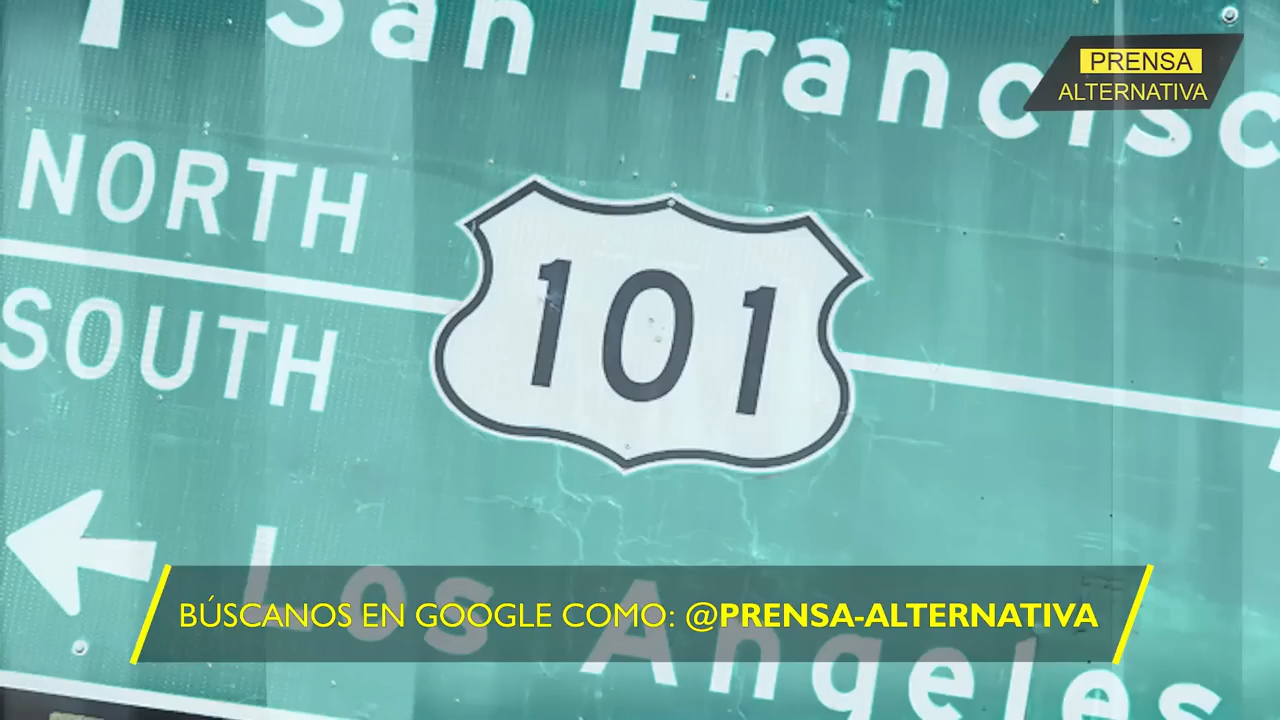 San Francisc
PRENSA
ALTERNATIVA
NORTH
101
SOUTH
Los Angeles
BÚSCANOS EN GOOGLE COMO: @PRENSA-ALTERNATIVA